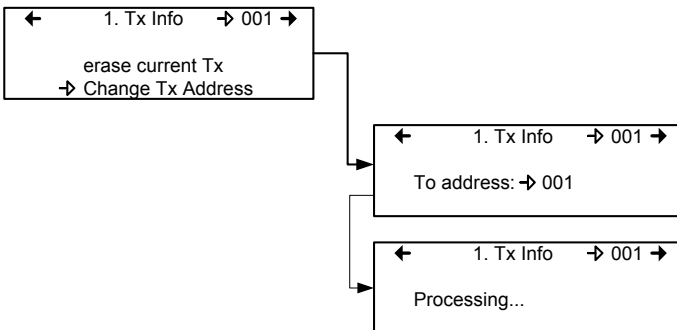 ← 1. Tx Info → 001 →
erase current Tx
→ Change Tx Address
← 1. Tx Info → 001 →
To address: → 001
← 1. Tx Info → 001 →
Processing...